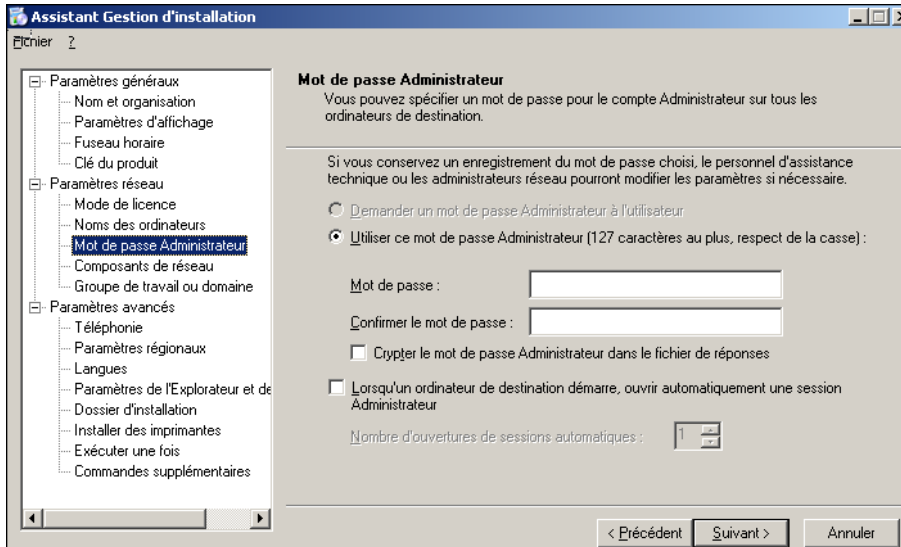 Assistant Gestion d'installation
Fichier ?
Paramètres généraux
Nom et organisation
Paramètres d'affichage
Fuseau horaire
Clé du produit
Paramètres réseau
Mode de licence
Noms des ordinateurs
Mot de passe Administrateur
Composants de réseau
Groupe de travail ou domaine
Paramètres avancés
Téléphonie
Paramètres régionaux
Langues
Paramètres de l'Explorateur et de
Dossier d'installation
Installer des imprimantes
Exécuter une fois
Commandes supplémentaires
Mot de passe Administrateur
Vous pouvez spécifier un mot de passe pour le compte Administrateur sur tous les
ordinateurs de destination.
Si vous conservez un enregistrement du mot de passe choisi, le personnel d'assistance
technique ou les administrateurs réseau pourront modifier les paramètres si nécessaire.
Demander un mot de passe Administrateur à l'utilisateur
Utiliser ce mot de passe Administrateur (127 caractères au plus, respect de la casse) :
Mot de passe :
Confirmer le mot de passe :
Crypter le mot de passe Administrateur dans le fichier de réponses
Lorsqu'un ordinateur de destination démarre, ouvrir automatiquement une session
Administrateur
Nombre d'ouvertures de sessions automatiques : 1
< Précédent Suivant > Annuler